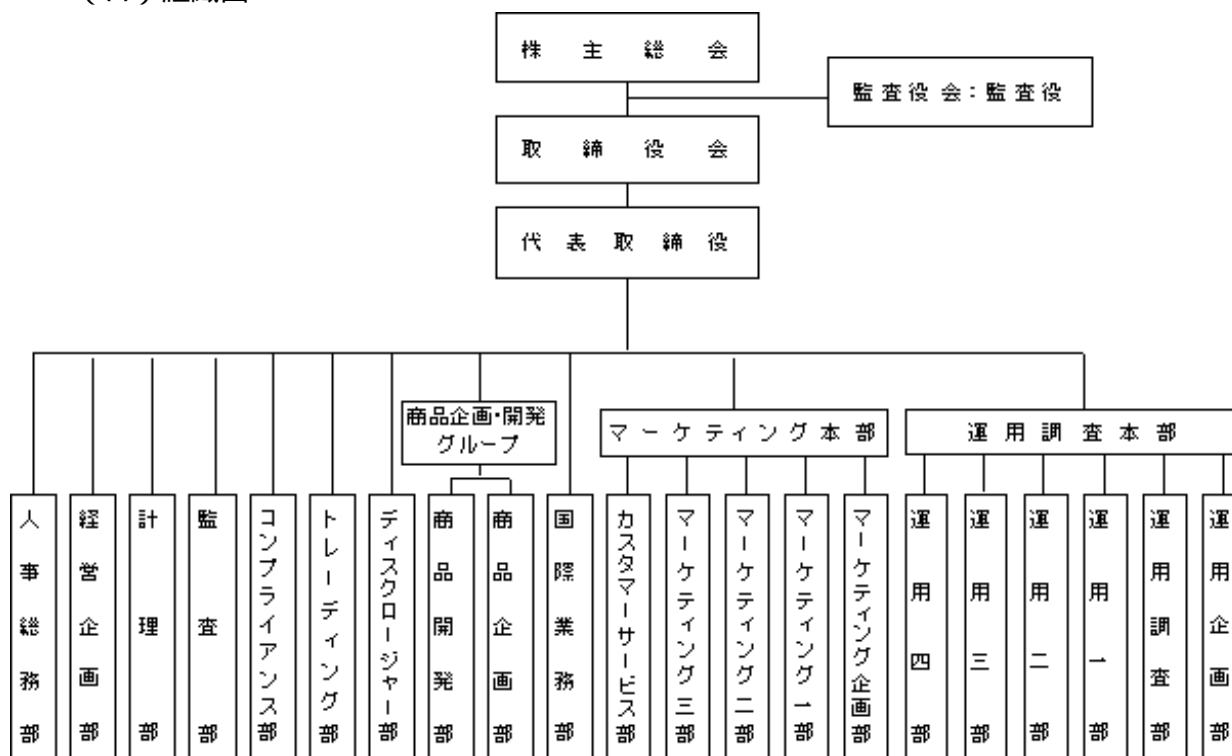 株主総会
監査役会：監査役
取締役会
代表取締役
商品企画・開発
グループ
マーケティング本部
運用調査本部
人事総務部
経営企画部
計理部
監査部
コンプライアンス部
トレーディング部
ディスクロージャー部
商品開発部
商品企画部
国際業務部
カスタマーサービス部
マーケティング三部
マーケティング二部
マーケティング一部
マーケティング企画部
運用四部
運用三部
運用二部
運用一部
運用調査部
運用企画部